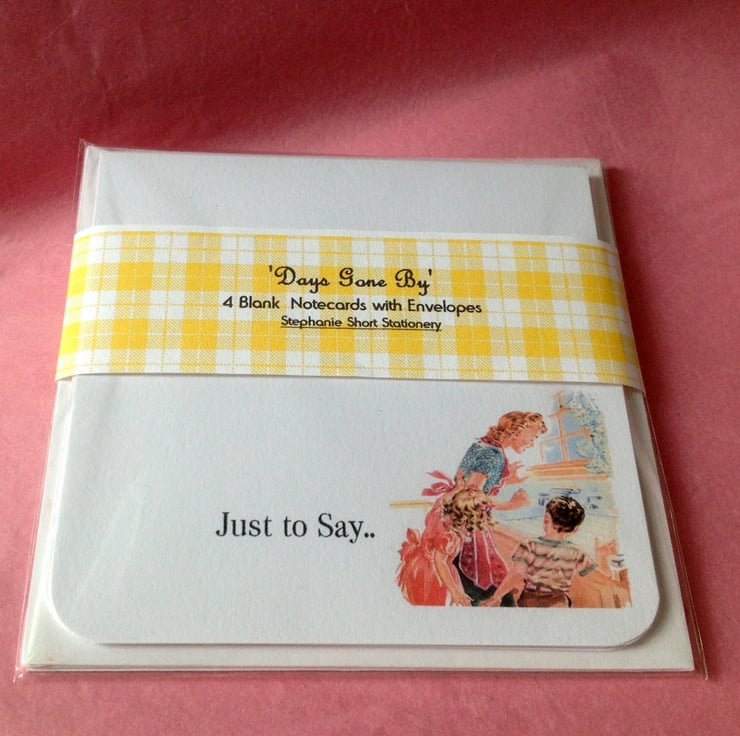 'Days Gone By'
4 Blank Notecards with Envelopes
Stephanie Short Stationery
Just to Say..